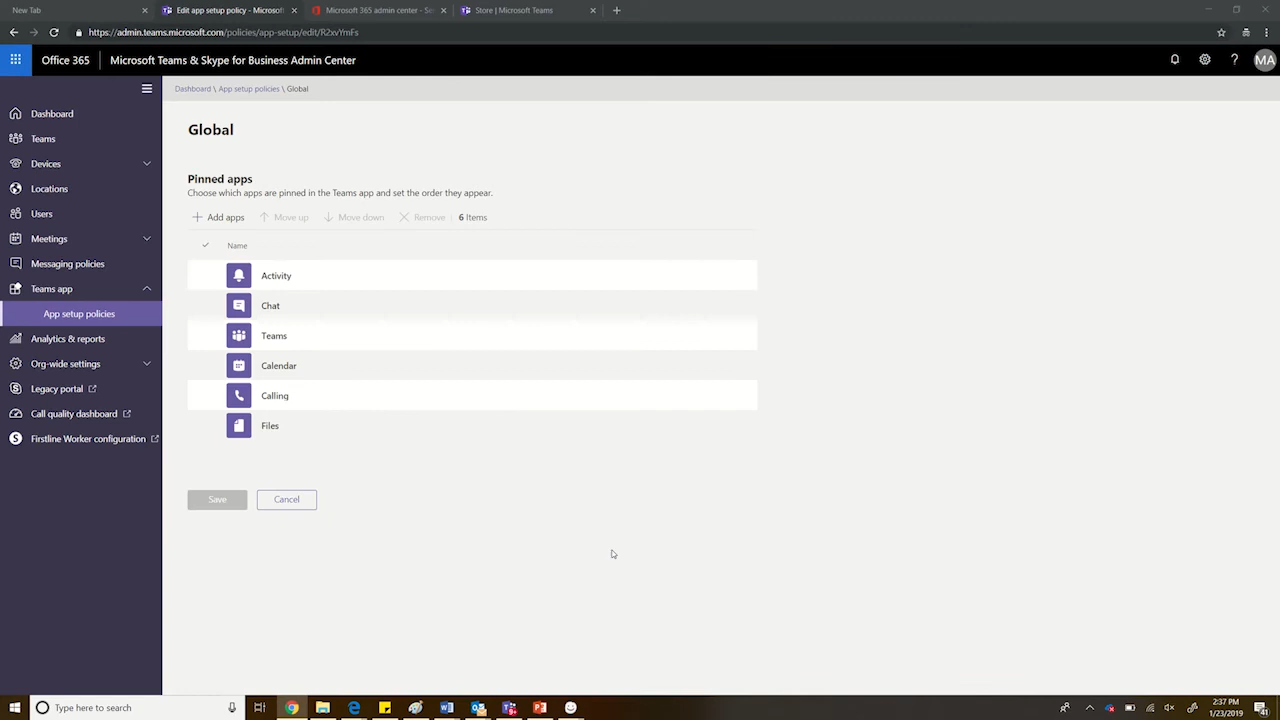 New Tab
Edit setup policy - Microsof
Microsoft 365 admin center - Se
Store | Microsoft Teams
https://admin.teams.microsoft.com/policies/app-setup/edit/R2xvYmFs
Office 365
Microsoft Teams & Skype for Business Admin Center
MA
Dashboard \ App setup policies \ Global
Dashboard
Teams
Devices
Locations
Users
Meetings
Messaging policies
Teams app
App setup policies
Analytics & reports
Org-wide settings
Legacy portal
Call quality dashboard
Firstline Worker configuration
Global
Pinned apps
Choose which apps are pinned in the Teams app and set the order they appear.
Add apps
Move up
Move down
Remove
6 Items
Name
Activity
Chat
Teams
Calendar
Calling
Files
Save
Cancel
Type here to search
2:37 PM
1/23/2019